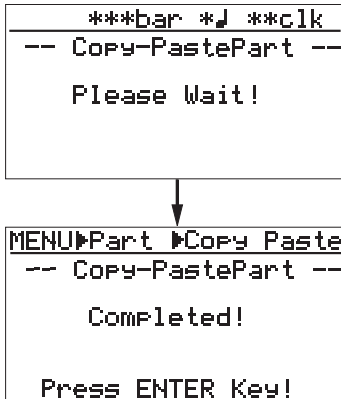 ***bar *♩ **clk
-- Copy-PastePart --
Please Wait!
MENU▶Part ▶Copy Paste
-- Copy-PastePart --
Completed!
Press ENTER Key!